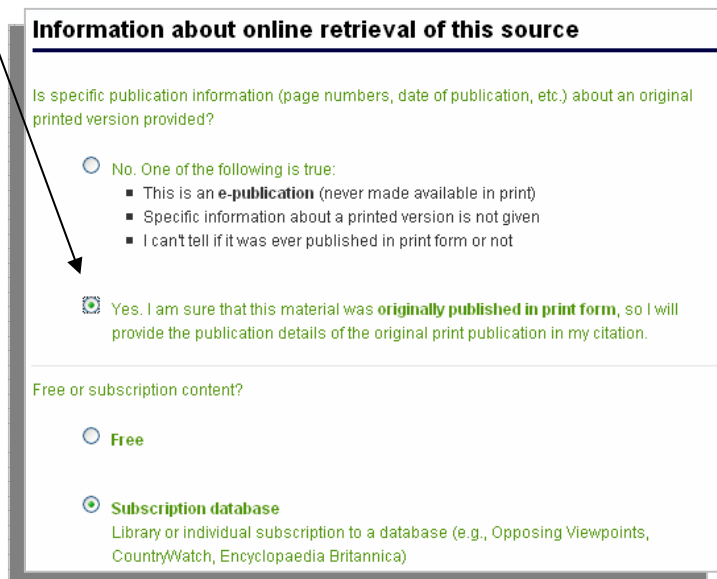 Information about online retrieval of this source
Is specific publication information (page numbers, date of publication, etc.) about an original
printed version provided?
No. One of the following is true:
▪ This is an e-publication (never made available in print)
▪ Specific information about a printed version is not given
▪ I can't tell if it was ever published in print form or not
Yes. I am sure that this material was originally published in print form, so I will
provide the publication details of the original print publication in my citation.
Free or subscription content?
Free
Subscription database
Library or individual subscription to a database (e.g., Opposing Viewpoints,
CountryWatch, Encyclopaedia Britannica)